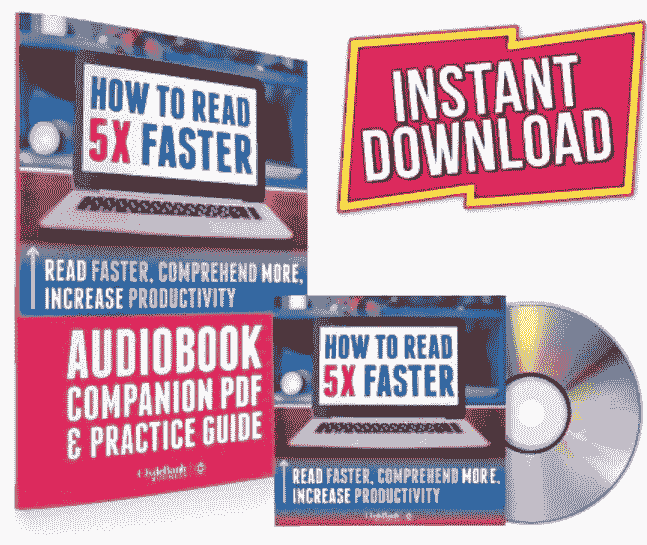 HOW TO READ
5X FASTER
READ FASTER, COMPREHEND MORE,
INCREASE PRODUCTIVITY
AUDIOBOOK
COMPANION PDF
& PRACTICE GUIDE
INSTANT
DOWNLOAD
HOW TO READ
5X FASTER
READ FASTER, COMPREHEND MORE,
INCREASE PRODUCTIVITY